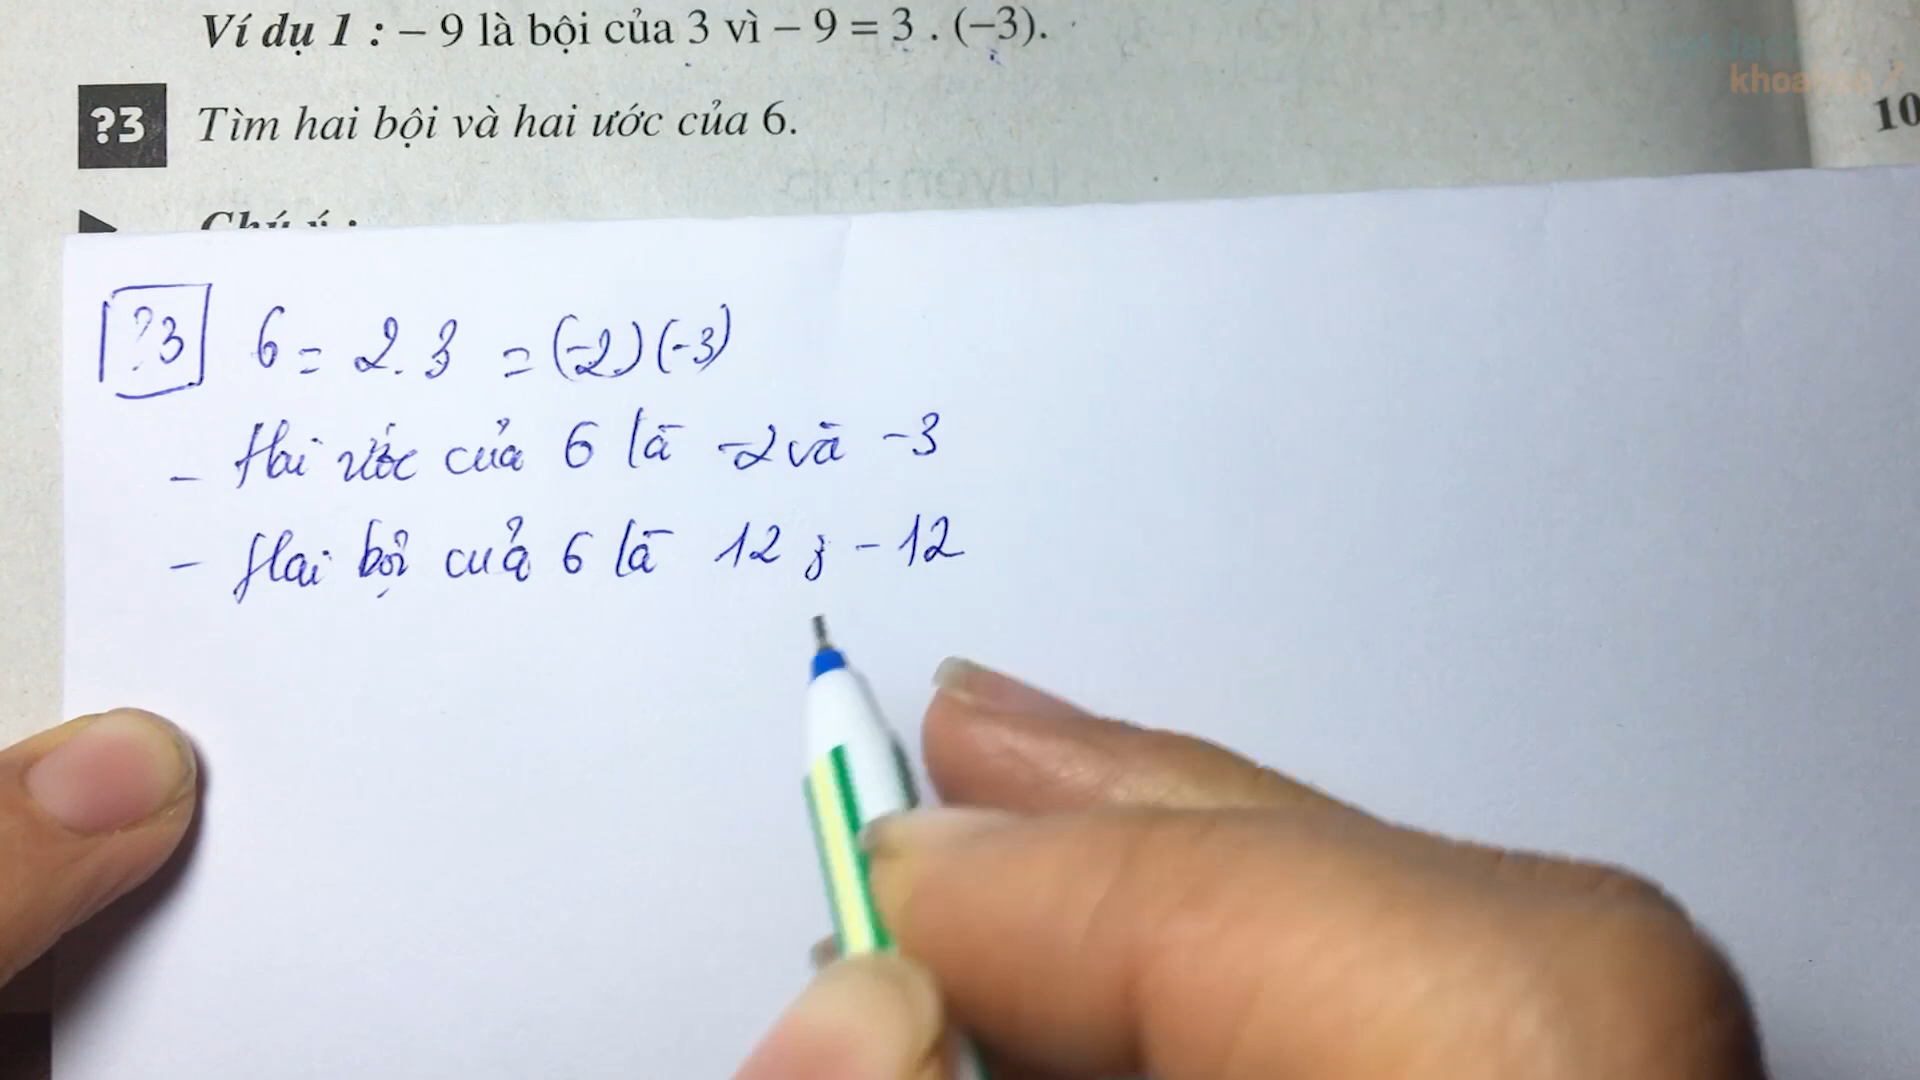 Ví dụ 1 : – 9 là bội của 3 vì – 9 = 3 . (–3).
?3 Tìm hai bội và hai ước của 6.
10
Chú ý :
?3 6 = 2.3 = (-2)(-3)
- Hai ước của 6 là -2 và -3
- Hai bội của 6 là 12 ; -12